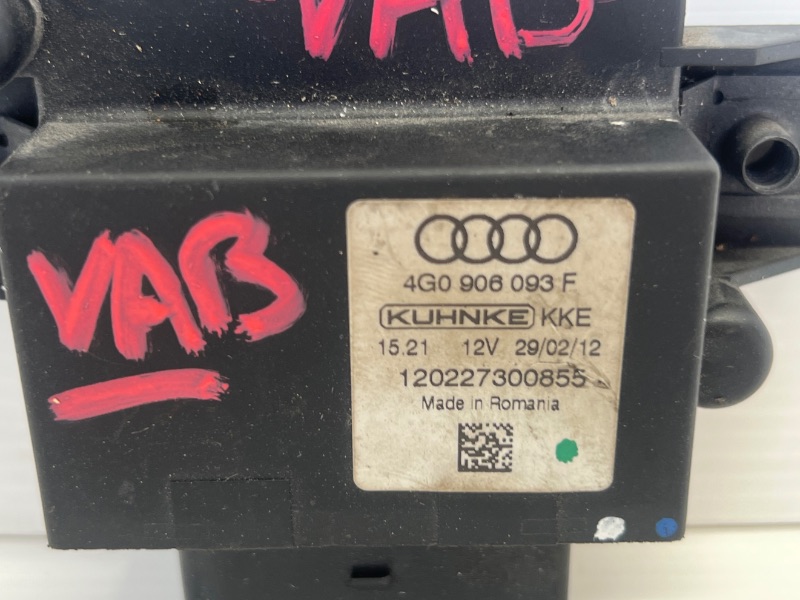 VAB
VAB
4G0 906 093 F
KUHNKE KKE
15.21 12V 29/02/12
120227300855
Made in Romania